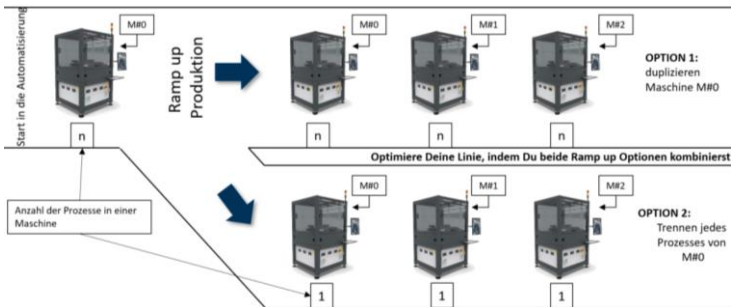 Start in die Automatisierung
M#0
n
Ramp up
Produktion
M#0
M#1
M#2
n
n
n
OPTION 1:
duplizieren
Maschine M#0
Optimiere Deine Linie, indem Du beide Ramp up Optionen kombinierst
Anzahl der Prozesse in einer
Maschine
M#0
M#1
M#2
1
1
1
OPTION 2:
Trennen jedes
Prozesses von
M#0